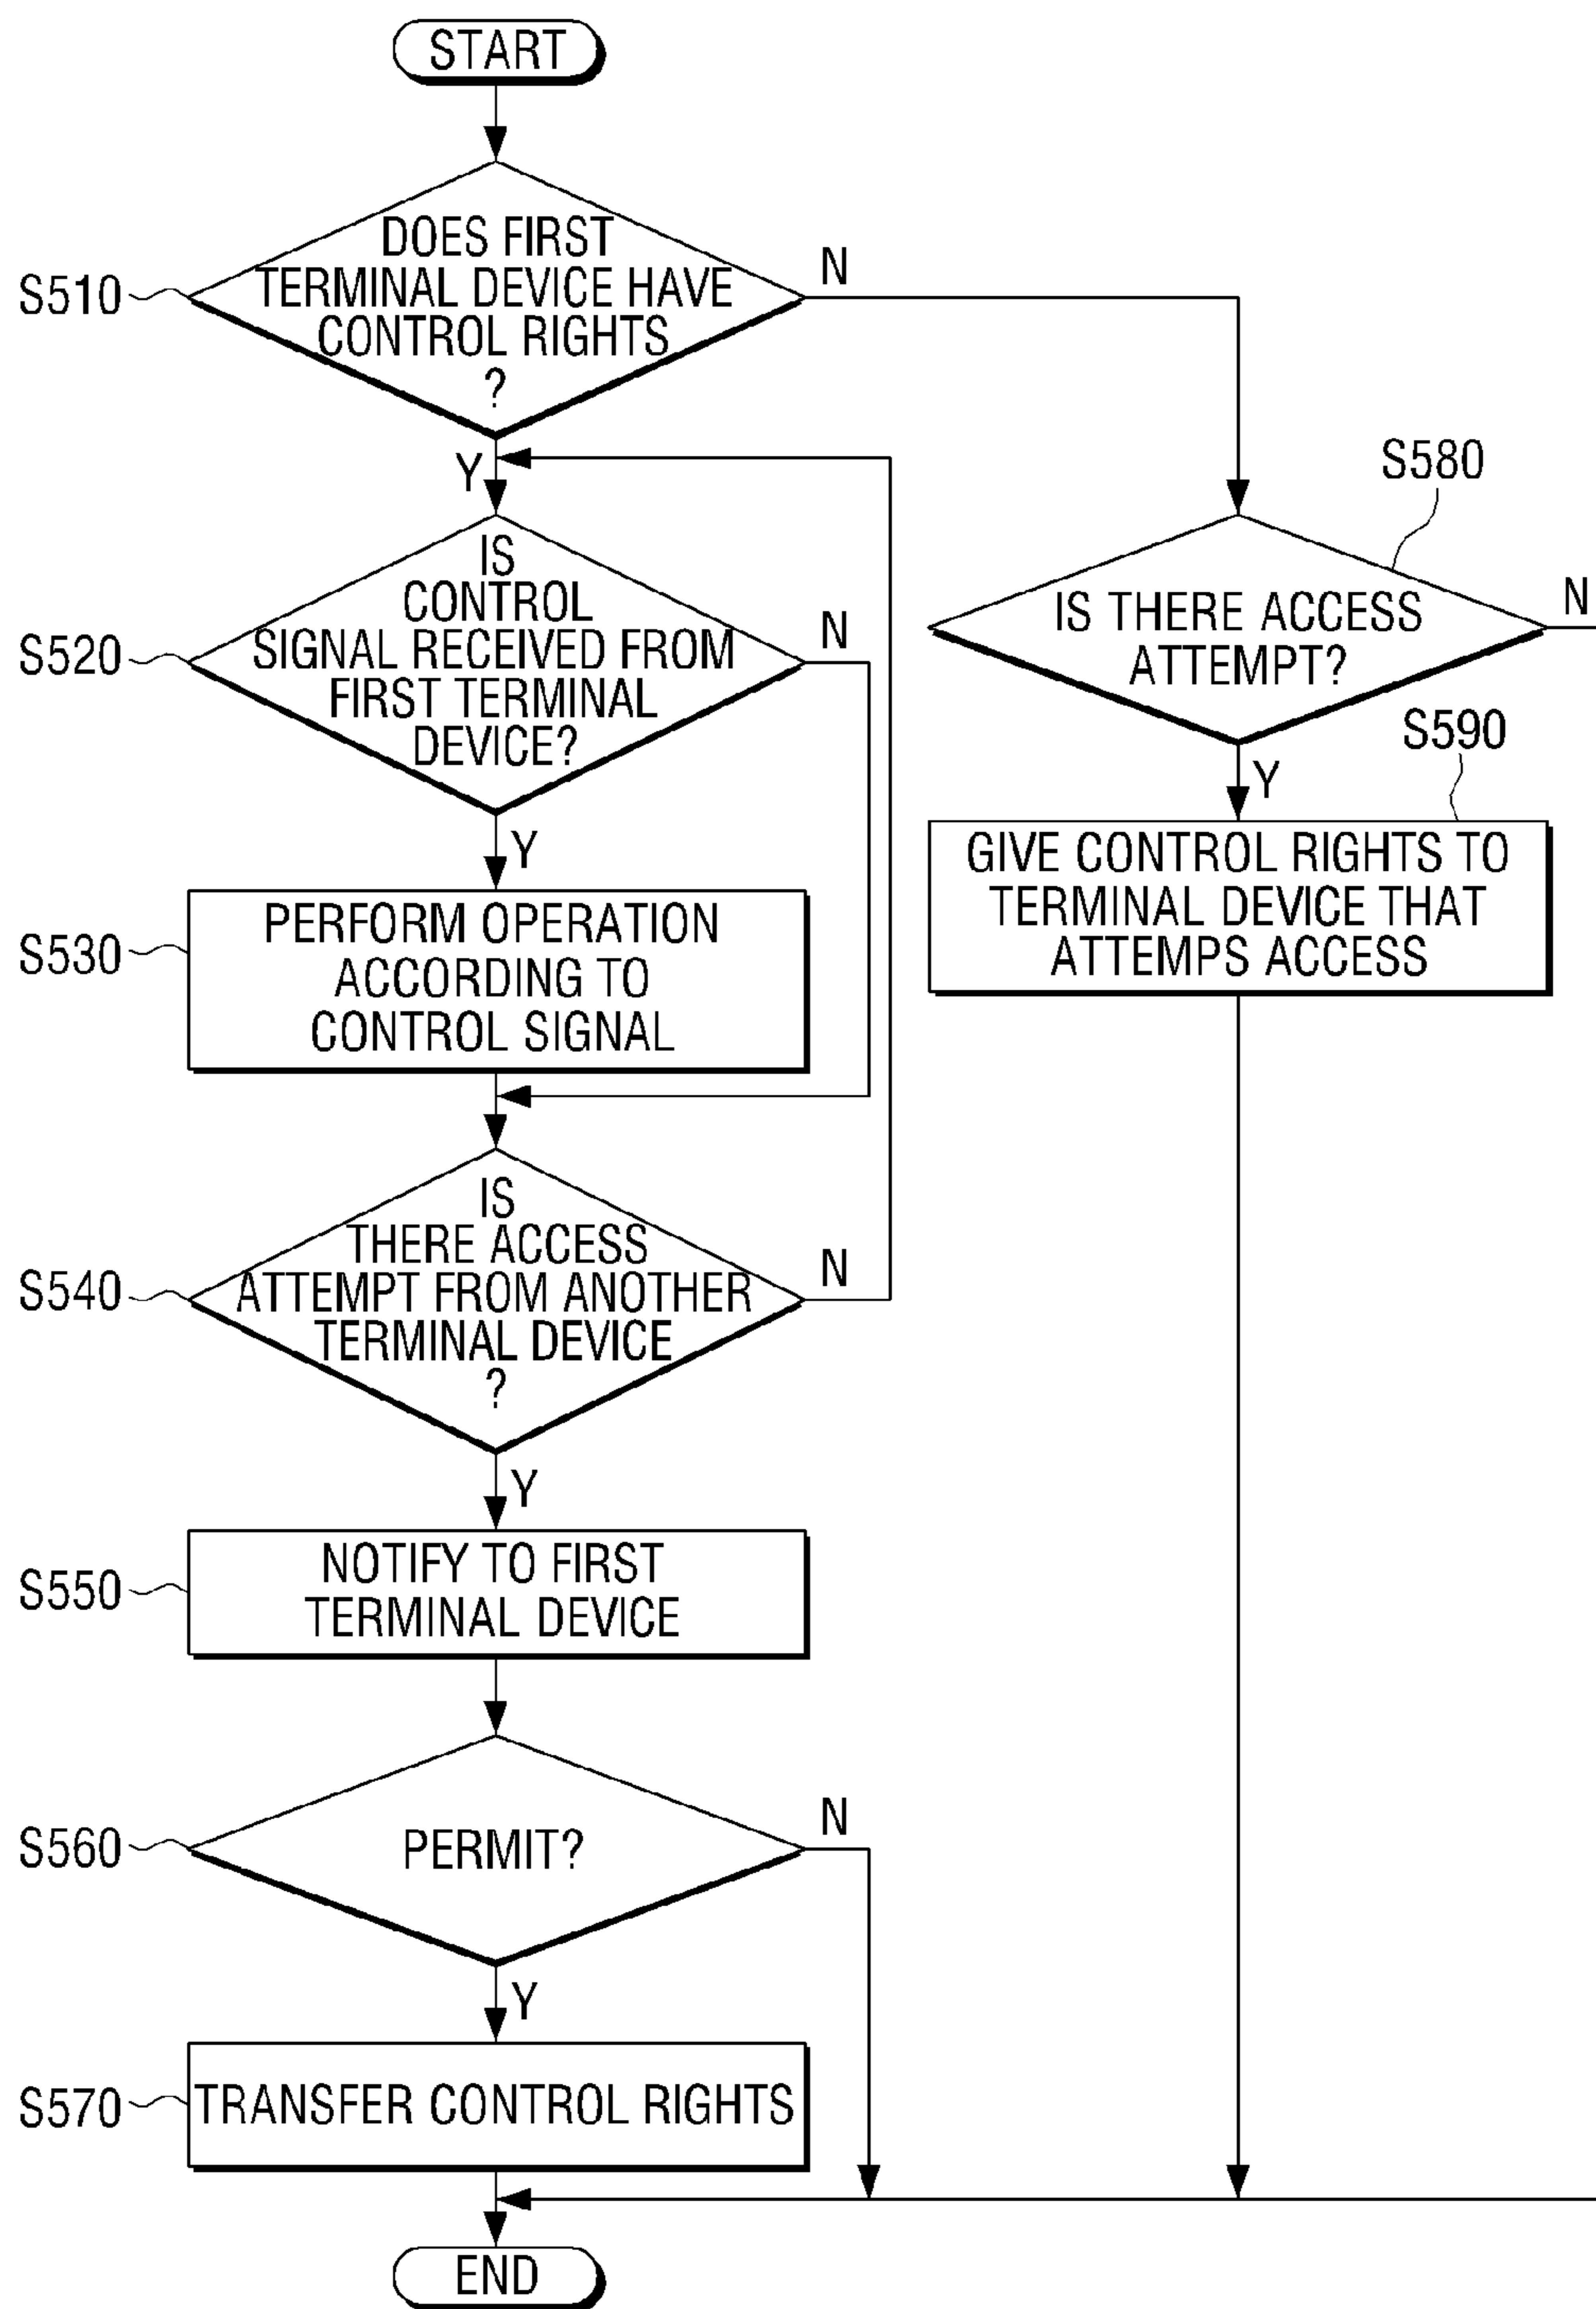 START
DOES FIRST
TERMINAL DEVICE HAVE
CONTROL RIGHTS
?
S510
N
Y
IS
CONTROL
SIGNAL RECEIVED FROM
FIRST TERMINAL
DEVICE?
S520
N
Y
PERFORM OPERATION
ACCORDING TO
CONTROL SIGNAL
S530
IS
THERE ACCESS
ATTEMPT FROM ANOTHER
TERMINAL DEVICE
?
S540
N
Y
NOTIFY TO FIRST
TERMINAL DEVICE
S550
PERMIT?
S560
N
Y
TRANSFER CONTROL RIGHTS
S570
S580
IS THERE ACCESS
ATTEMPT?
N
Y
S590
GIVE CONTROL RIGHTS TO
TERMINAL DEVICE THAT
ATTEMPS ACCESS
END